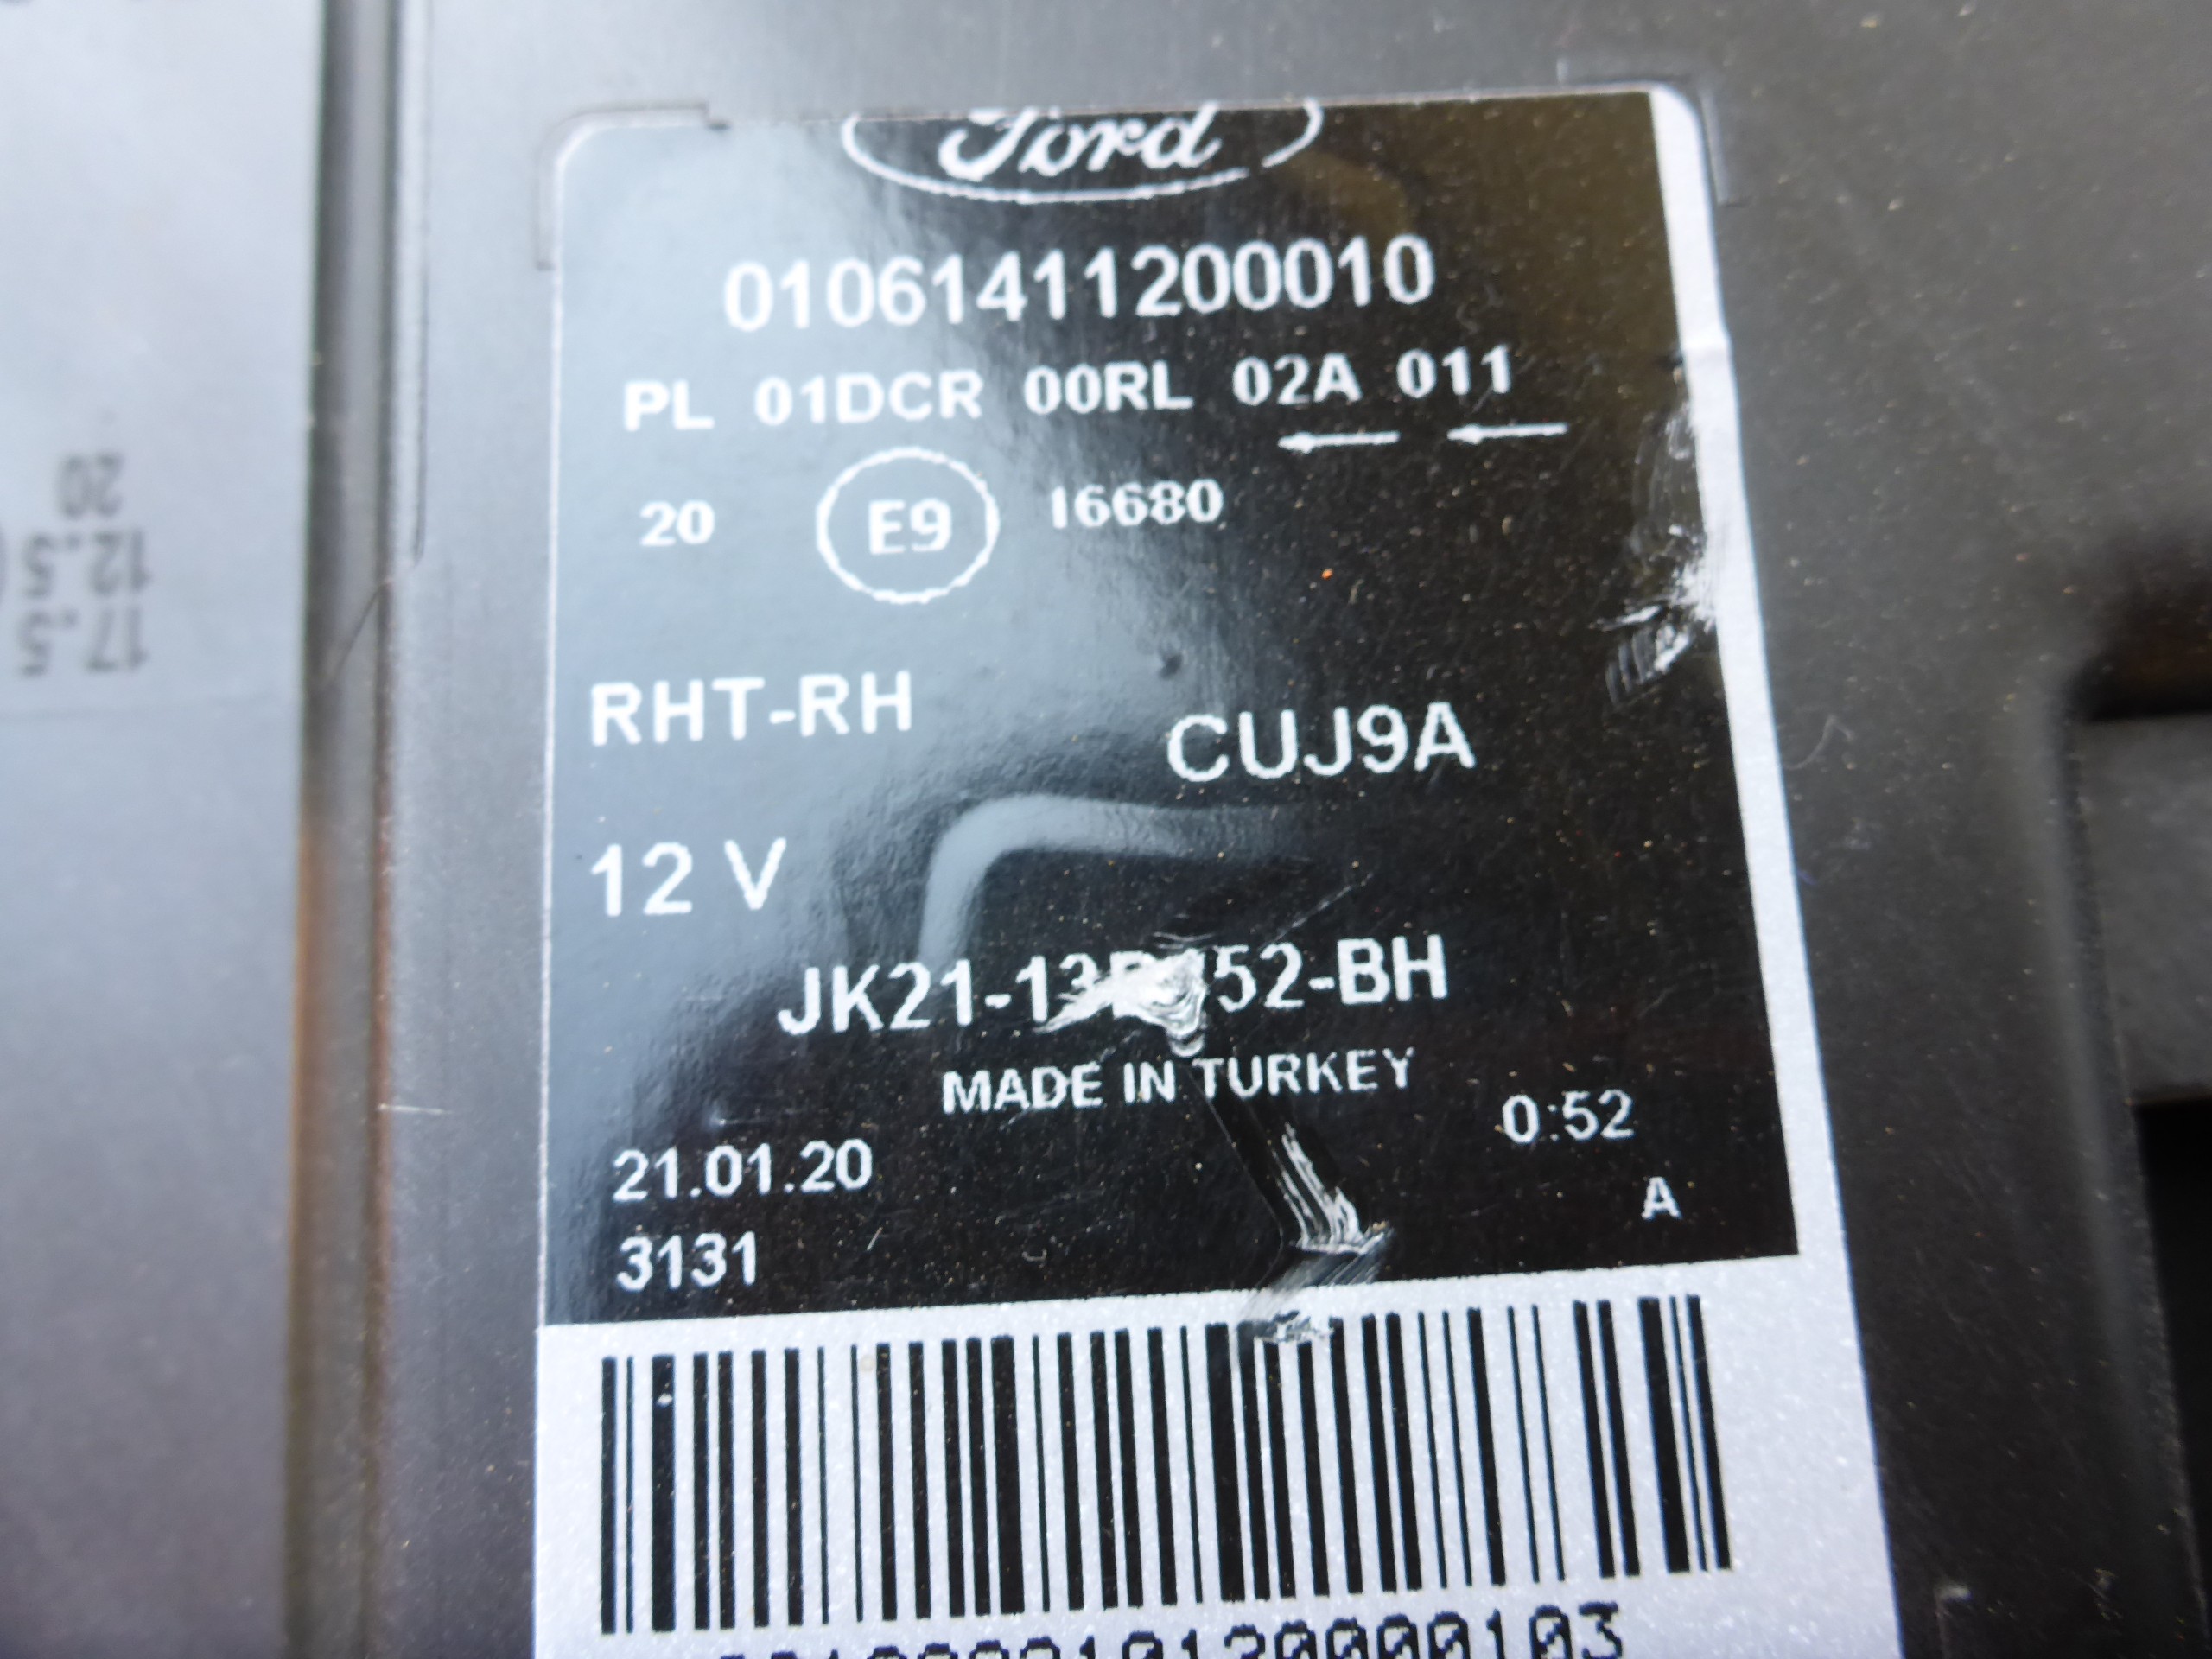 Ford
01061411200010
PL 01DCR 00RL 02A 011
20 E9 16680
RHT-RH
CUJ9A
12 V
MADE IN TURKEY
0:52
21.01.20
A
3131
20
12.5
17.5